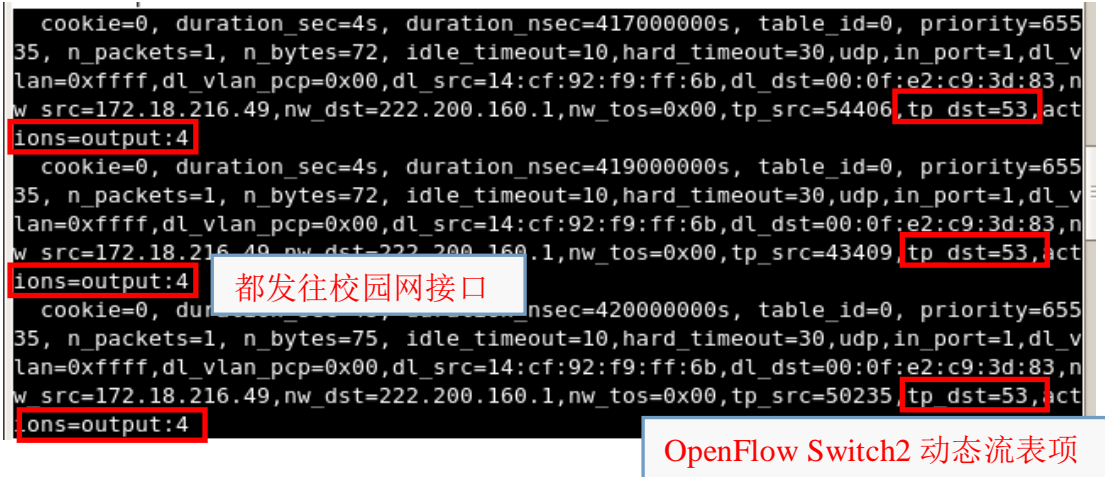 cookie=0, duration_sec=4s, duration_nsec=417000000s, table_id=0, priority=655
35, n_packets=1, n_bytes=72, idle_timeout=10,hard_timeout=30,udp,in_port=1,dl_v
lan=0xffff,dl_vlan_pcp=0x00,dl_src=14:cf:92:f9:ff:6b,dl_dst=00:0f:e2:c9:3d:83,n
w_src=172.18.216.49,nw_dst=222.200.160.1,nw_tos=0x00,tp_src=54406,tp_dst=53,act
ions=output:4
cookie=0, duration_sec=4s, duration_nsec=419000000s, table_id=0, priority=655
35, n_packets=1, n_bytes=72, idle_timeout=10,hard_timeout=30,udp,in_port=1,dl_v
lan=0xffff,dl_vlan_pcp=0x00,dl_src=14:cf:92:f9:ff:6b,dl_dst=00:0f:e2:c9:3d:83,n
w_src=172.18.216.49,nw_dst=222.200.160.1,nw_tos=0x00,tp_src=43409,tp_dst=53,act
ions=output:4
都发往校园网接口
cookie=0, duration_sec=4s, duration_nsec=420000000s, table_id=0, priority=655
35, n_packets=1, n_bytes=75, idle_timeout=10,hard_timeout=30,udp,in_port=1,dl_v
lan=0xffff,dl_vlan_pcp=0x00,dl_src=14:cf:92:f9:ff:6b,dl_dst=00:0f:e2:c9:3d:83,n
w_src=172.18.216.49,nw_dst=222.200.160.1,nw_tos=0x00,tp_src=50235,tp_dst=53,act
ions=output:4
OpenFlow Switch2 动态流表项